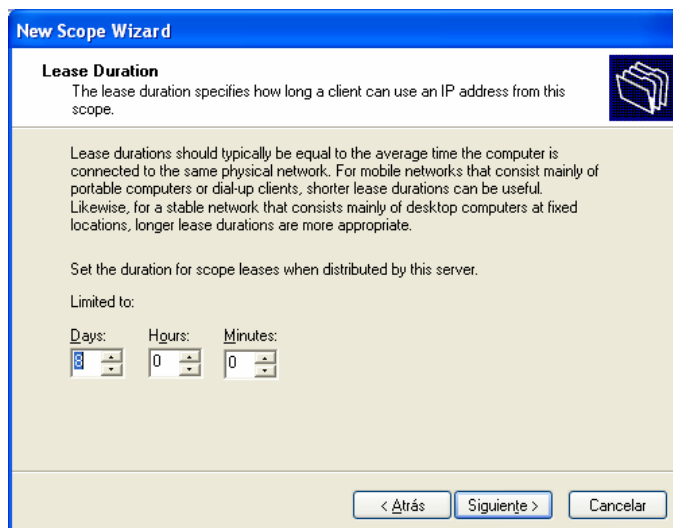 New Scope Wizard
Lease Duration
The lease duration specifies how long a client can use an IP address from this
scope.
Lease durations should typically be equal to the average time the computer is
connected to the same physical network. For mobile networks that consist mainly of
portable computers or dial-up clients, shorter lease durations can be useful.
Likewise, for a stable network that consists mainly of desktop computers at fixed
locations, longer lease durations are more appropriate.
Set the duration for scope leases when distributed by this server.
Limited to:
Days: Hours: Minutes:
8 0 0
< Atrás Siguiente > Cancelar